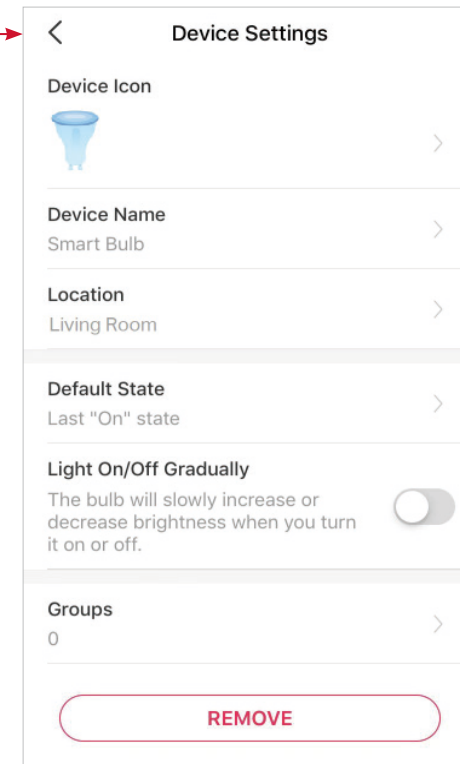 Device Settings
Device Icon
Device Name
Smart Bulb
Location
Living Room
Default State
Last "On" state
Light On/Off Gradually
The bulb will slowly increase or
decrease brightness when you turn
it on or off.
Groups
0
REMOVE